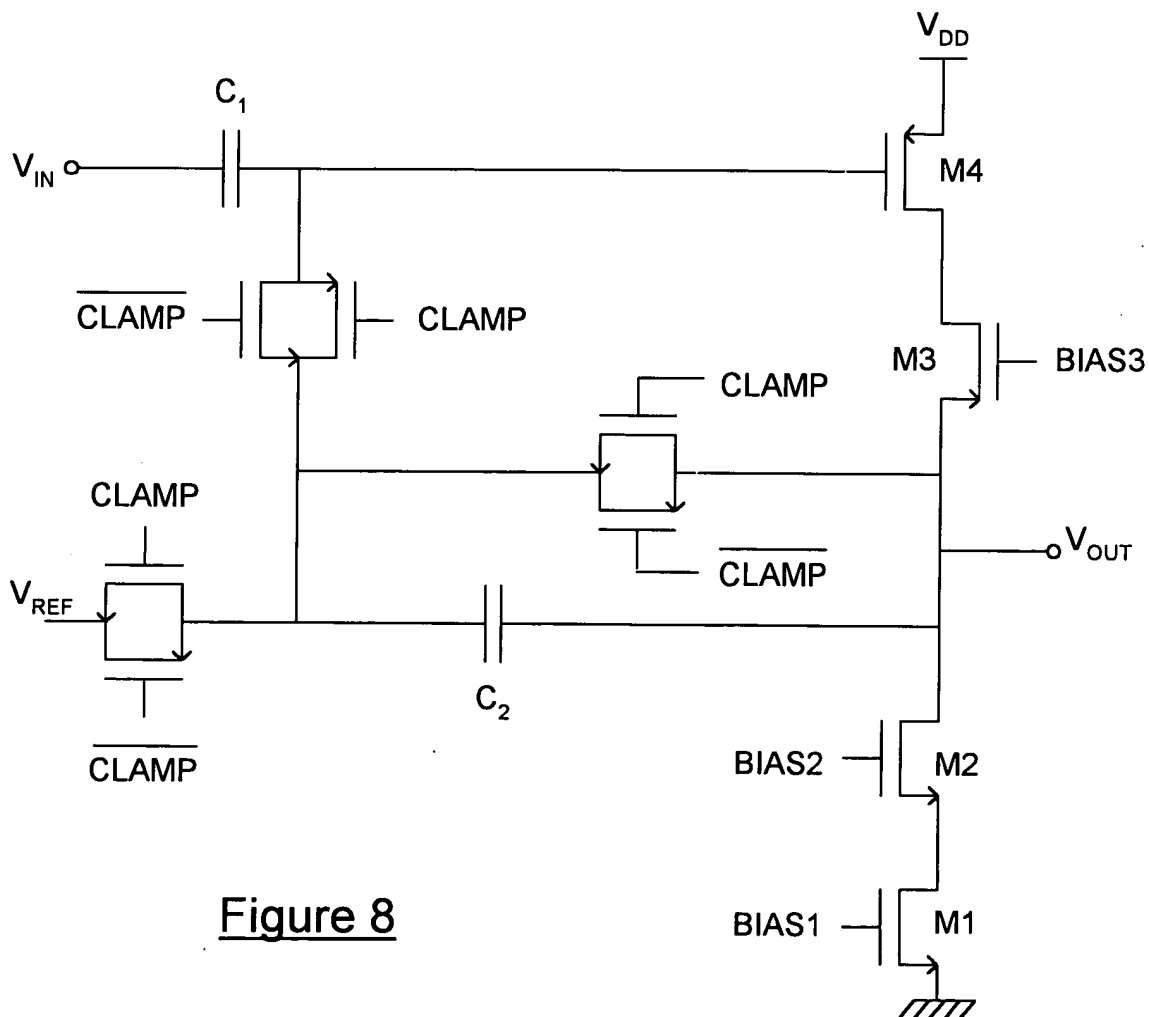 V_DD
C_1
V_IN
M4
CLAMP
CLAMP
M3
BIAS3
CLAMP
CLAMP
V_OUT
V_REF
CLAMP
C_2
CLAMP
BIAS2
M2
Figure 8
BIAS1
M1